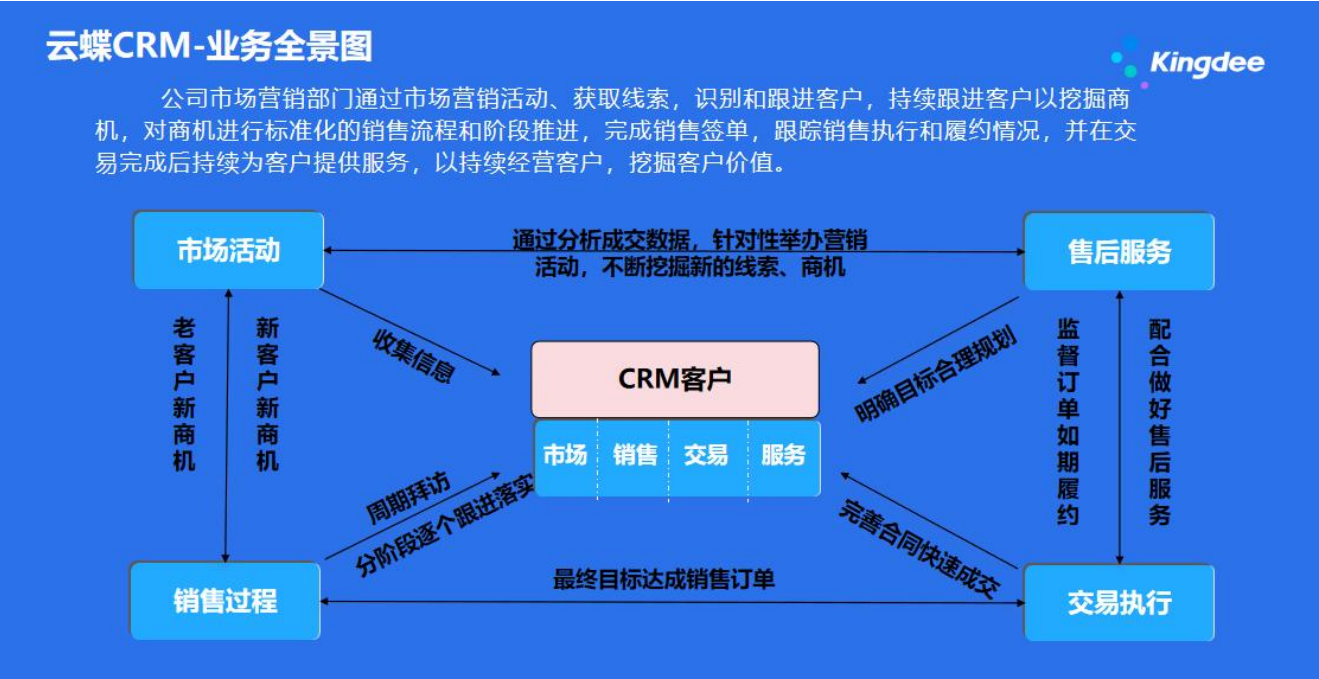 云蝶CRM-业务全景图
Kingdee
公司市场营销部门通过市场营销活动、获取线索，识别和跟进客户，持续跟进客户以挖掘商
机，对商机进行标准化的销售流程和阶段推进，完成销售签单，跟踪销售执行和履约情况，并在交
易完成后持续为客户提供服务，以持续经营客户，挖掘客户价值。
市场活动
通过分析成交数据，针对性举办营销
活动，不断挖掘新的线索、商机
售后服务
老客户新商机
新客户新商机
收集信息
CRM客户
明确目标合理规划
监督订单如期履约
配合做好售后服务
市场 销售 交易 服务
周期拜访
分阶段逐个跟进落实
完善合同快速成交
销售过程
最终目标达成销售订单
交易执行